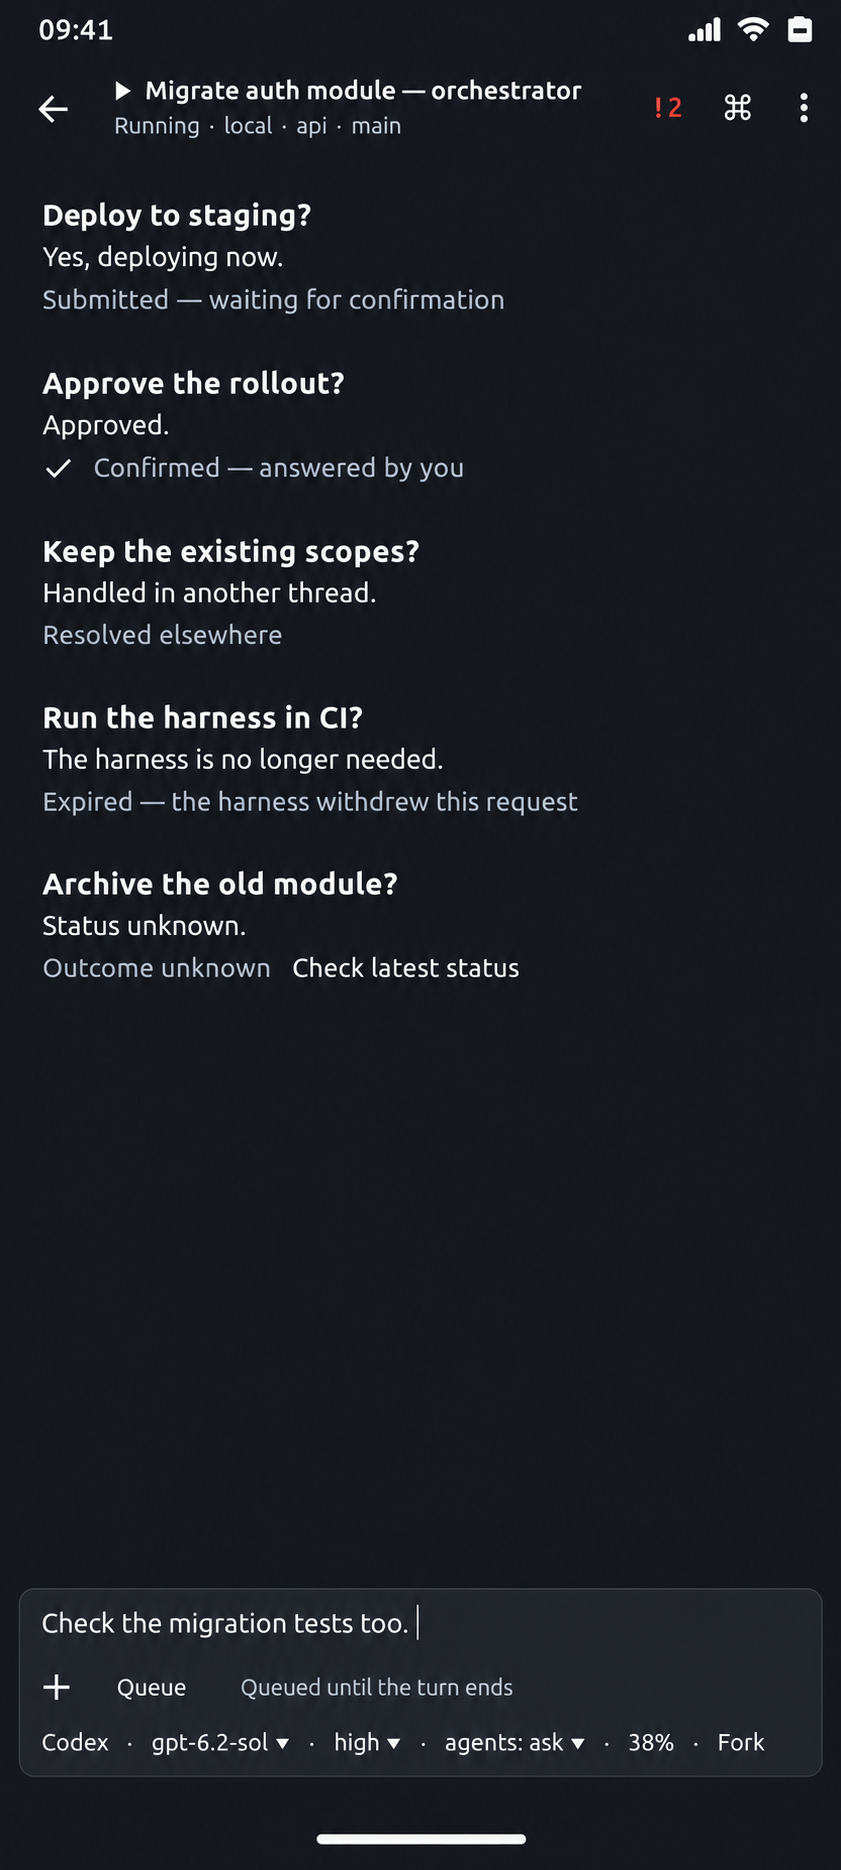 09:41
▶ Migrate auth module — orchestrator
Running · local · api · main
!2 ⌘
Deploy to staging?
Yes, deploying now.
Submitted — waiting for confirmation
Approve the rollout?
Approved.
✓ Confirmed — answered by you
Keep the existing scopes?
Handled in another thread.
Resolved elsewhere
Run the harness in CI?
The harness is no longer needed.
Expired — the harness withdrew this request
Archive the old module?
Status unknown.
Outcome unknown Check latest status
Check the migration tests too.
+ Queue Queued until the turn ends
Codex · gpt-6.2-sol ▾ · high ▾ · agents: ask ▾ · 38% · Fork